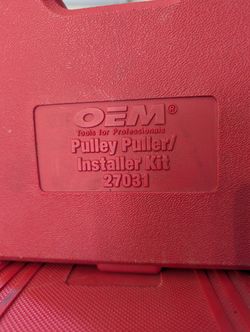 OEM®
Tools for Professionals
Pulley Puller/
Installer Kit
27031